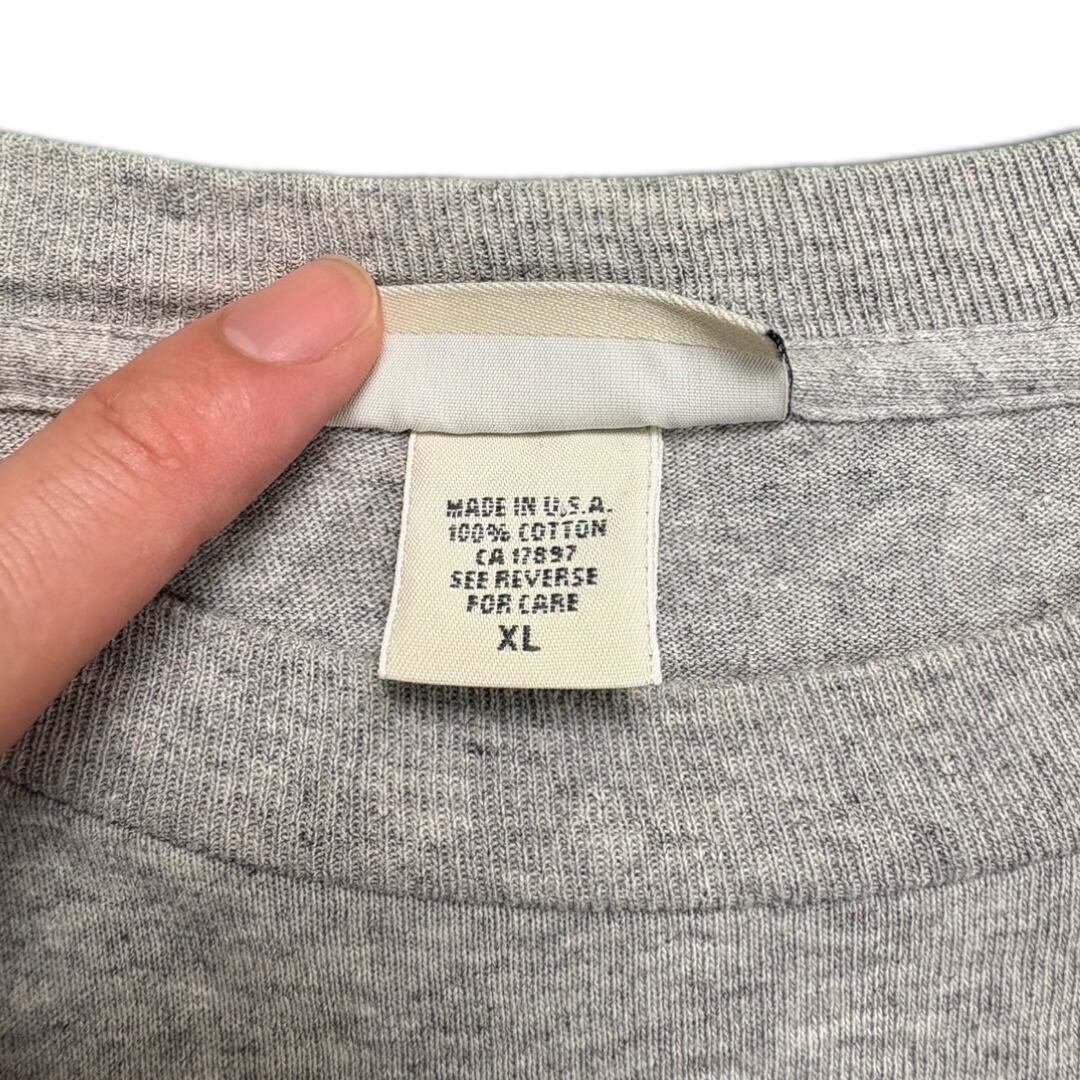 MADE IN U.S.A.
100% COTTON
CA 17897
SEE REVERSE
FOR CARE
XL